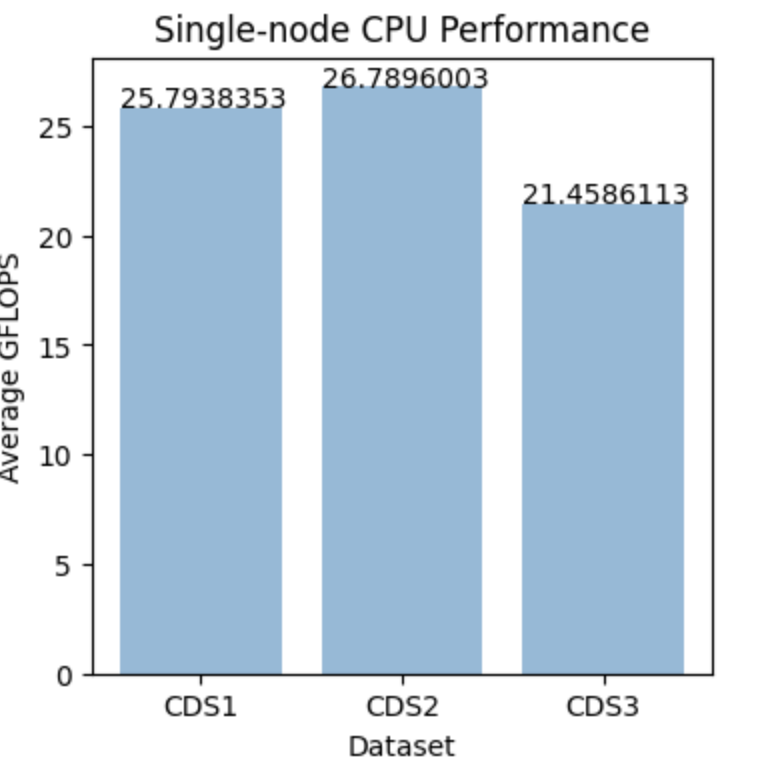 Single-node CPU Performance
25.7938353
26.7896003
21.4586113
Average GFLOPS
25
20
15
10
5
0
CDS1
CDS2
CDS3
Dataset